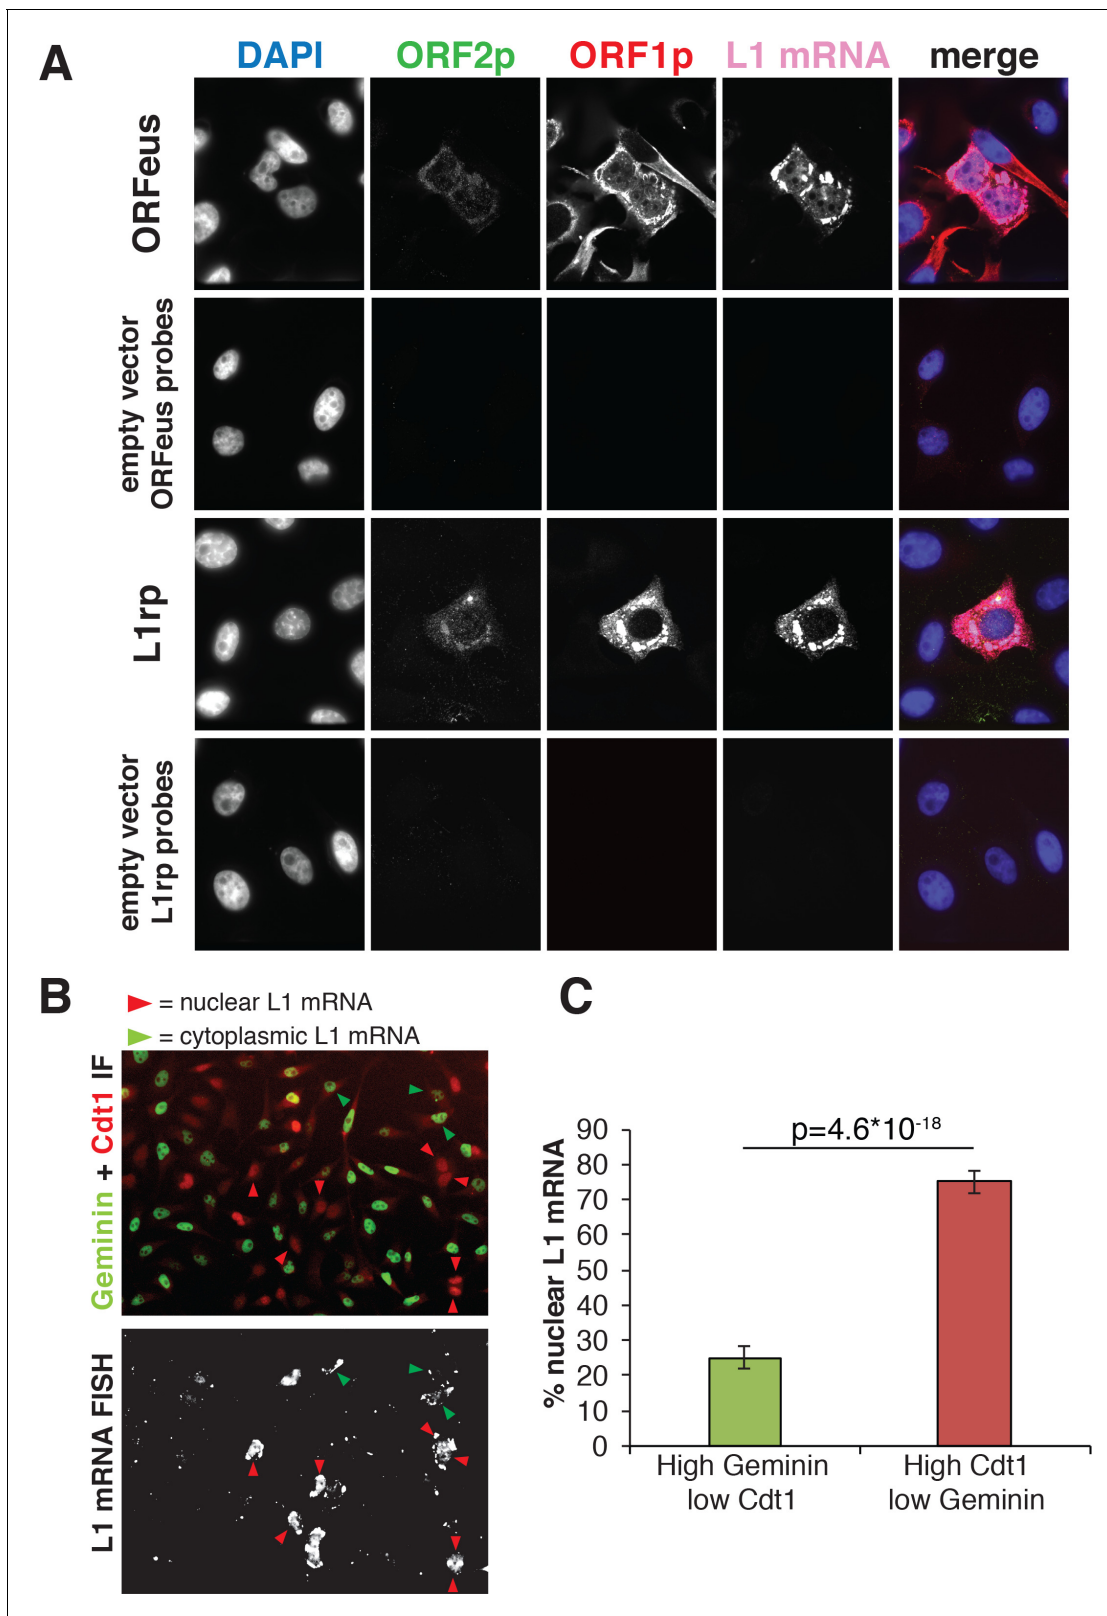 A
DAPI ORF2p ORF1p L1 mRNA merge
ORFeus
empty vector
ORFeus probes
L1rp
empty vector
L1rp probes
B
= nuclear L1 mRNA
= cytoplasmic L1 mRNA
Geminin + Cdt1 IF
L1 mRNA FISH
C
p=4.6*10-18
% nuclear L1 mRNA
90
80
70
60
50
40
30
20
10
0
High Geminin
low Cdt1
High Cdt1
low Geminin